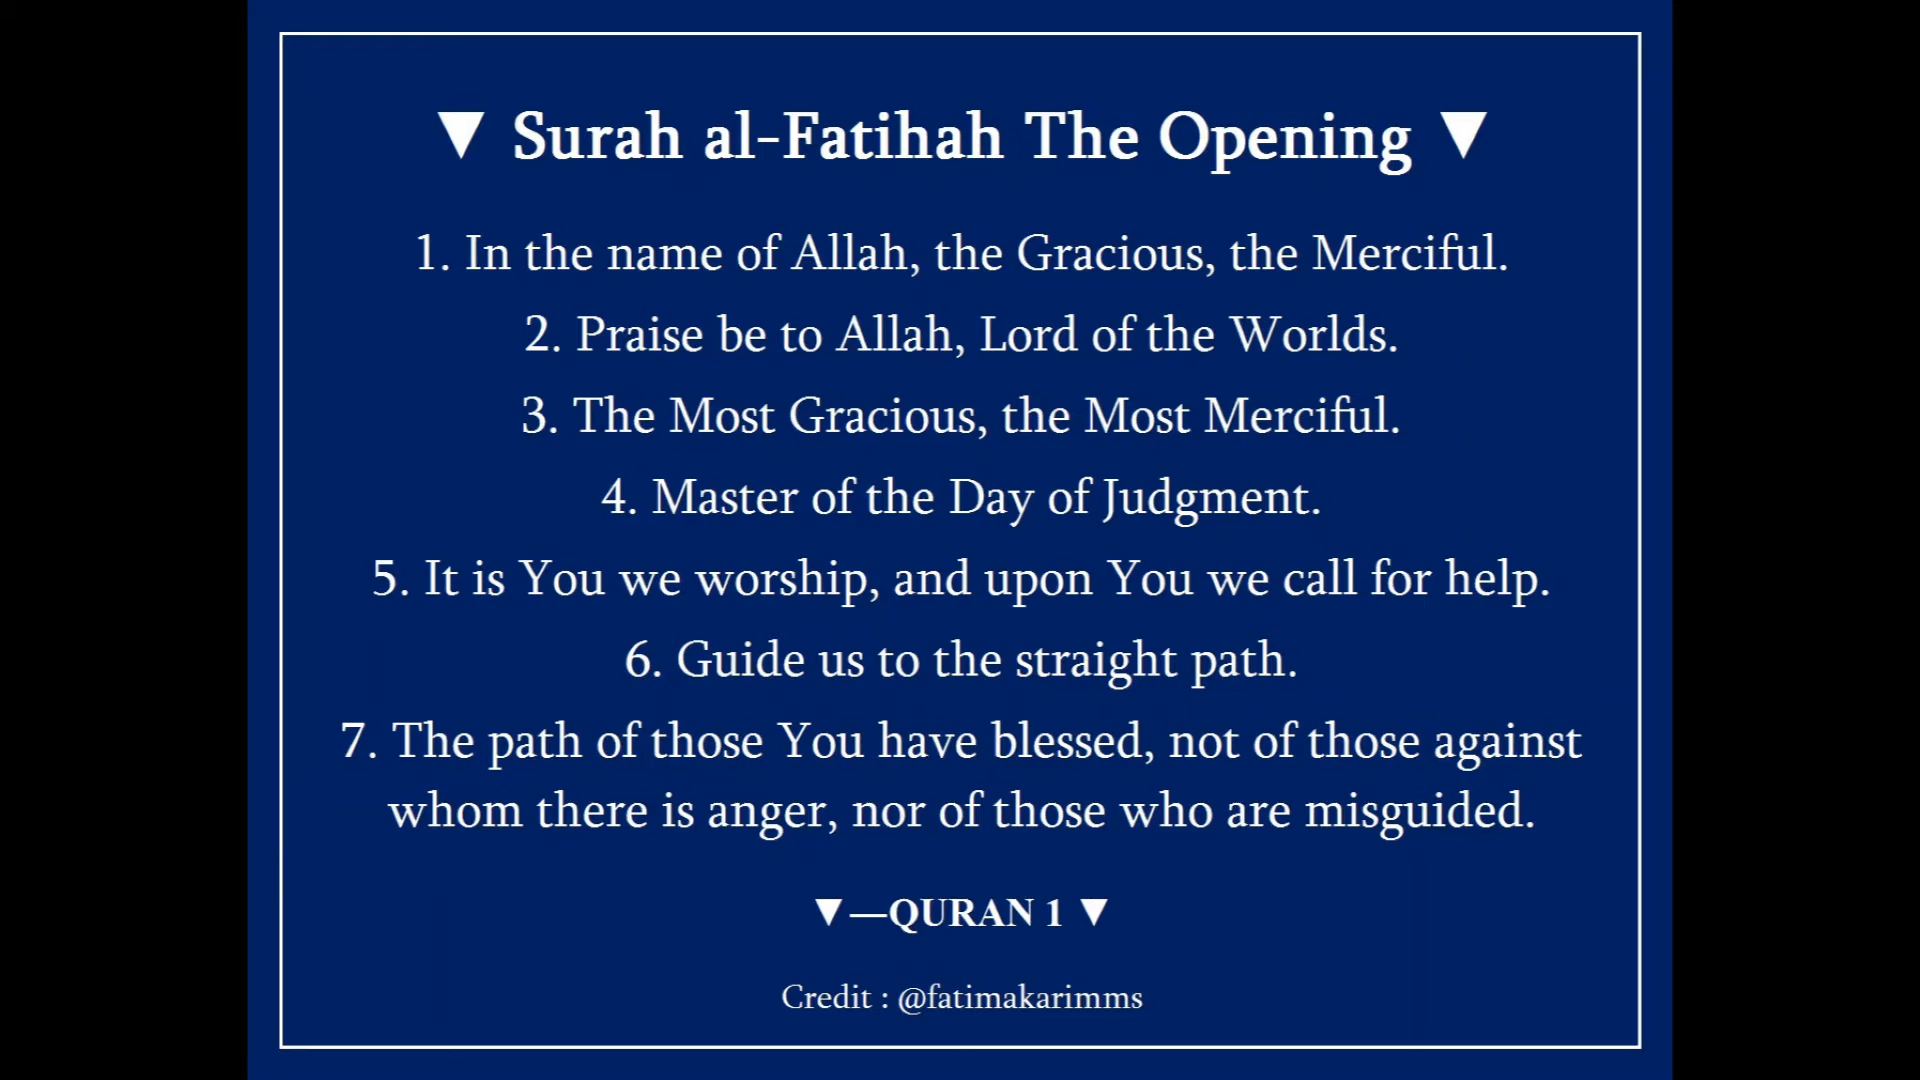 ▼ Surah al-Fatihah The Opening ▼
1. In the name of Allah, the Gracious, the Merciful.
2. Praise be to Allah, Lord of the Worlds.
3. The Most Gracious, the Most Merciful.
4. Master of the Day of Judgment.
5. It is You we worship, and upon You we call for help.
6. Guide us to the straight path.
7. The path of those You have blessed, not of those against
whom there is anger, nor of those who are misguided.
▼—QURAN 1 ▼
Credit : @fatimakarimms